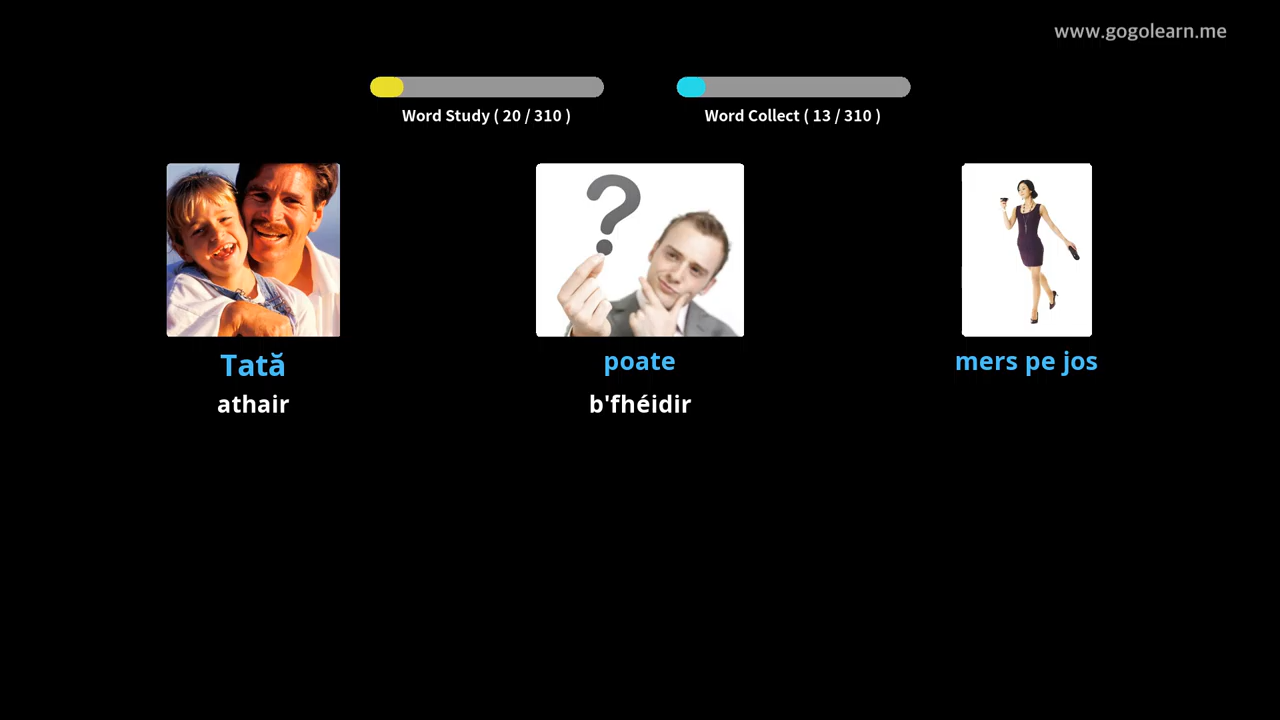 www.gogolearn.me
Word Study ( 20 / 310 )
Word Collect ( 13 / 310 )
Tată
athair
poate
b'fhéidir
mers pe jos